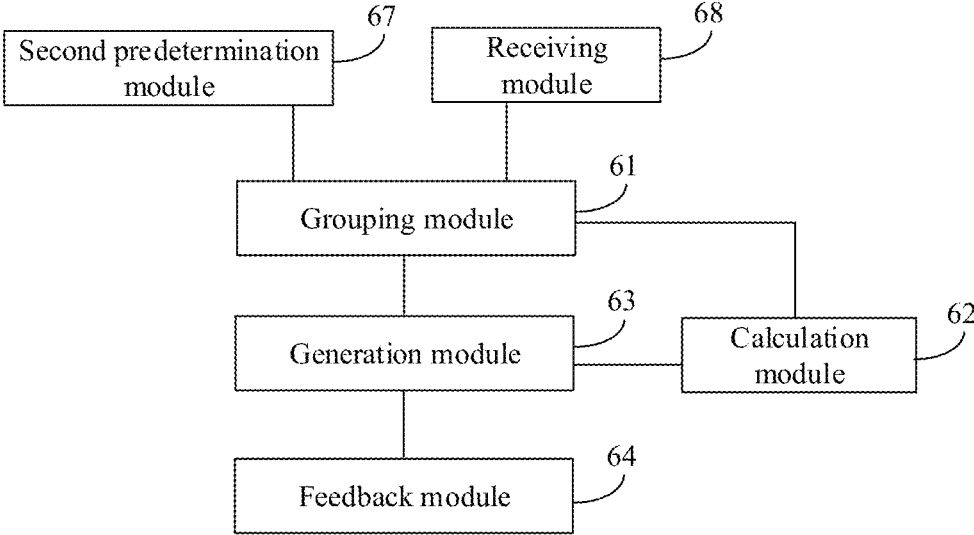 67
68
Second predetermination
module
Receiving
module
61
Grouping module
63
62
Generation module
Calculation
module
64
Feedback module